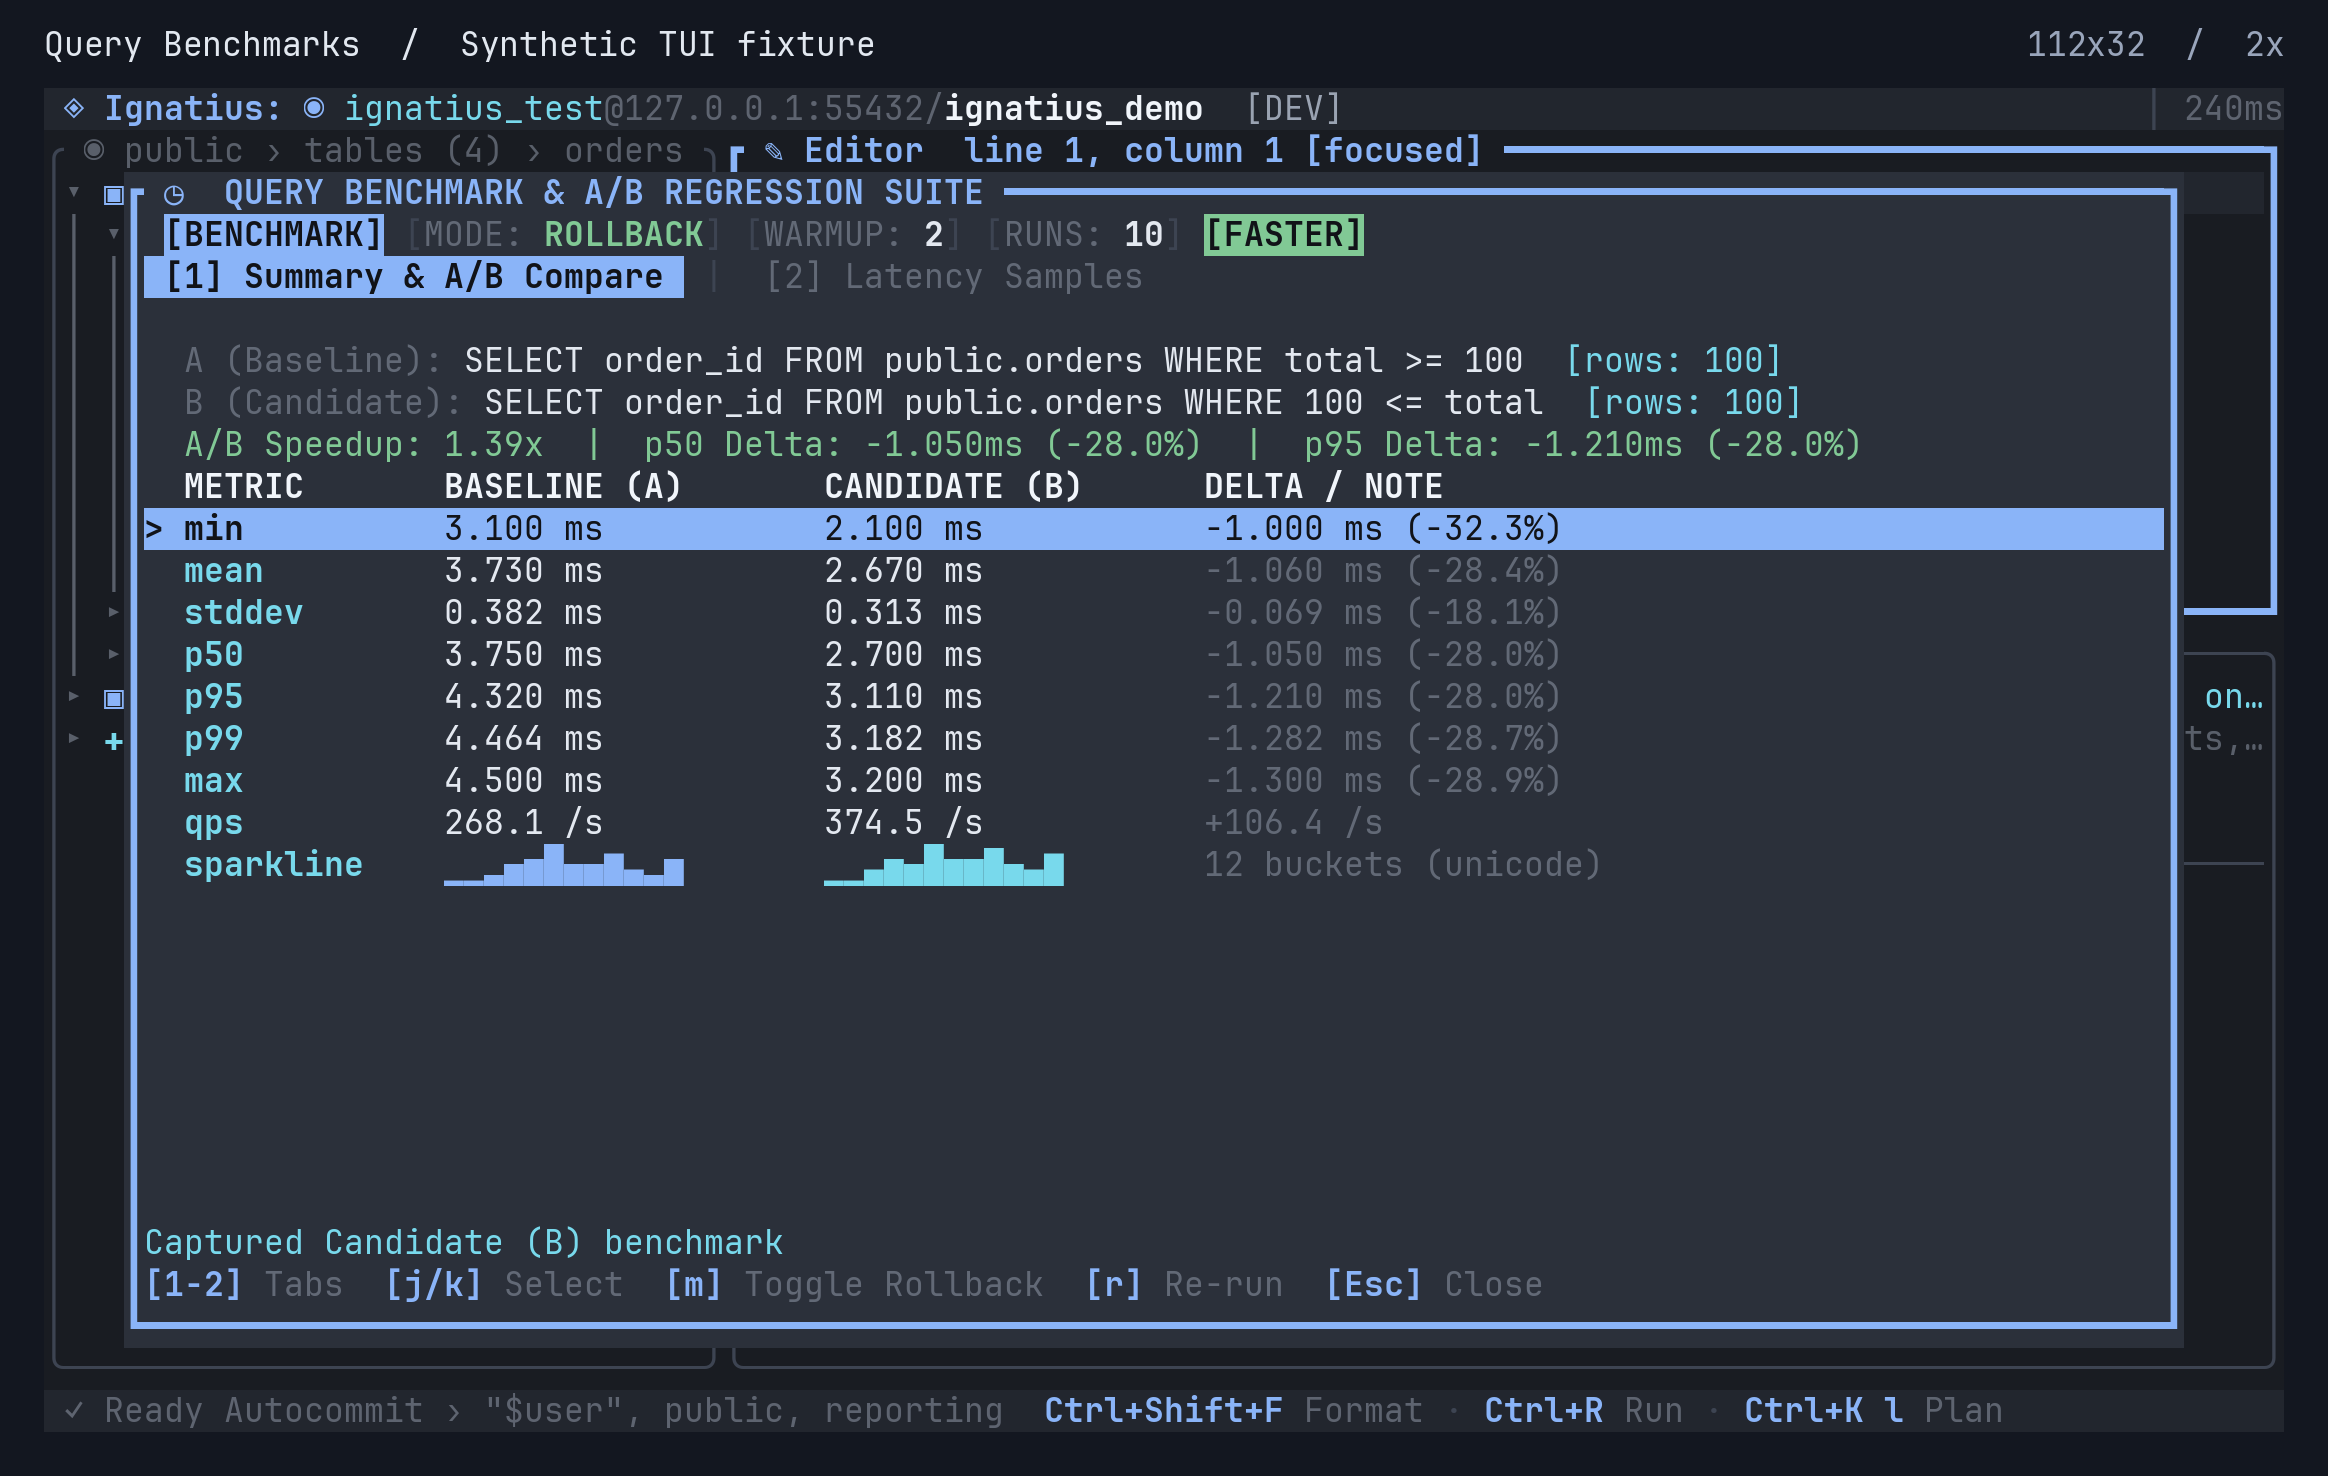 Query Benchmarks / Synthetic TUI fixture 112x32 / 2x
◈ Ignatius: ◉ ignatius_test@127.0.0.1:55432/ignatius_demo [DEV] │ 240ms
◉ public › tables (4) › orders ✎ Editor line 1, column 1 [focused]
◷ QUERY BENCHMARK & A/B REGRESSION SUITE
[BENCHMARK] [MODE: ROLLBACK] [WARMUP: 2] [RUNS: 10] [FASTER]
[1] Summary & A/B Compare │ [2] Latency Samples
A (Baseline): SELECT order_id FROM public.orders WHERE total >= 100 [rows: 100]
B (Candidate): SELECT order_id FROM public.orders WHERE 100 <= total [rows: 100]
A/B Speedup: 1.39x | p50 Delta: -1.050ms (-28.0%) | p95 Delta: -1.210ms (-28.0%)
METRIC BASELINE (A) CANDIDATE (B) DELTA / NOTE
> min 3.100 ms 2.100 ms -1.000 ms (-32.3%)
mean 3.730 ms 2.670 ms -1.060 ms (-28.4%)
stddev 0.382 ms 0.313 ms -0.069 ms (-18.1%)
p50 3.750 ms 2.700 ms -1.050 ms (-28.0%)
p95 4.320 ms 3.110 ms -1.210 ms (-28.0%)
on…
p99 4.464 ms 3.182 ms -1.282 ms (-28.7%)
ts,…
max 4.500 ms 3.200 ms -1.300 ms (-28.9%)
qps 268.1 /s 374.5 /s +106.4 /s
sparkline 12 buckets (unicode)
Captured Candidate (B) benchmark
[1-2] Tabs [j/k] Select [m] Toggle Rollback [r] Re-run [Esc] Close
✓ Ready Autocommit › "$user", public, reporting Ctrl+Shift+F Format · Ctrl+R Run · Ctrl+K l Plan